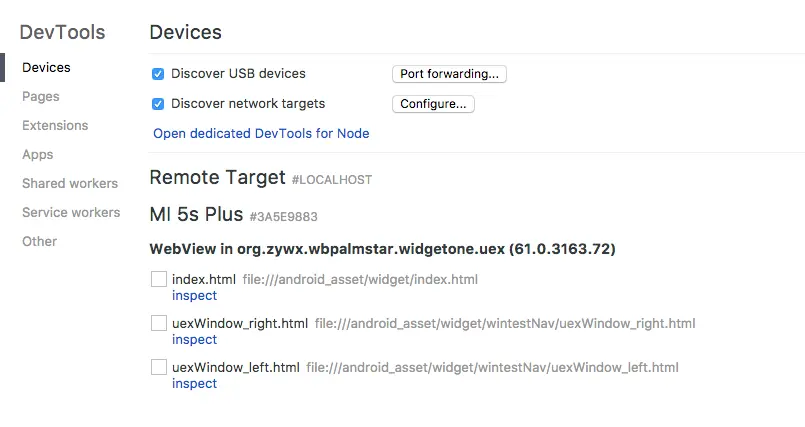 DevTools
Devices
Pages
Extensions
Apps
Shared workers
Service workers
Other
Devices
Discover USB devices Port forwarding...
Discover network targets Configure...
Open dedicated DevTools for Node
Remote Target #LOCALHOST
MI 5s Plus #3A5E9883
WebView in org.zywx.wbpalmstar.widgetone.uex (61.0.3163.72)
index.html file:///android_asset/widget/index.html
inspect
uexWindow_right.html file:///android_asset/widget/wintestNav/uexWindow_right.html
inspect
uexWindow_left.html file:///android_asset/widget/wintestNav/uexWindow_left.html
inspect